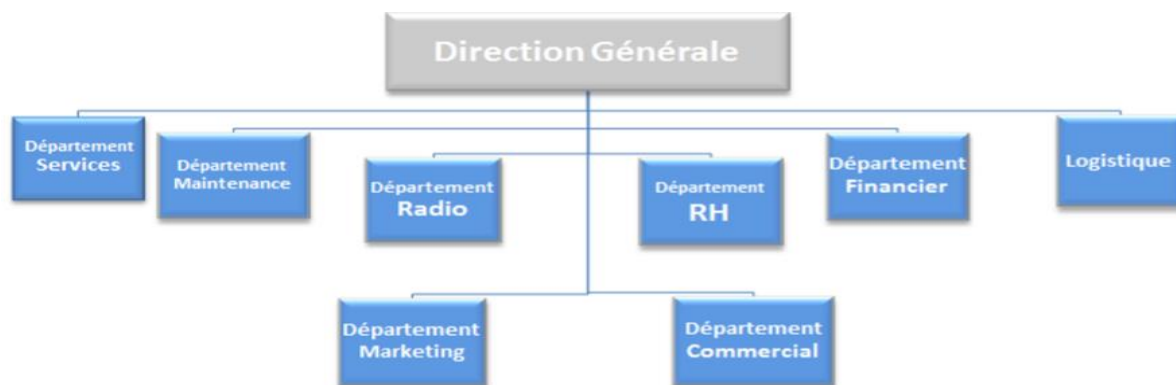 Direction Générale
Département
Services
Département
Maintenance
Département
Radio
Département
RH
Département
Financier
Logistique
Département
Marketing
Département
Commercial